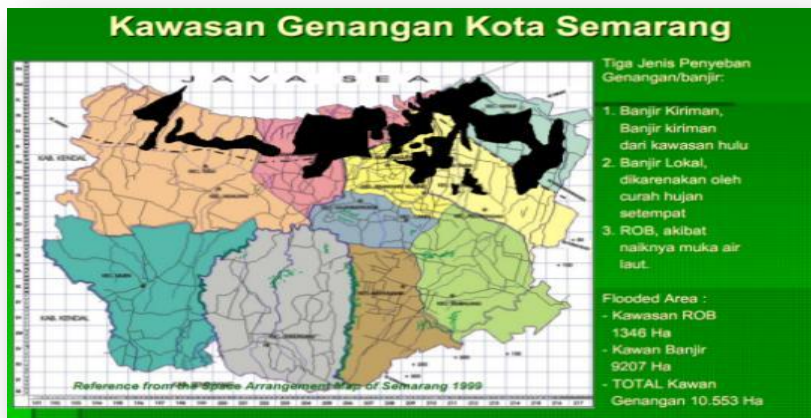 Kawasan Genangan Kota Semarang
JAVA SEA
KAB. KENDAL
KAB. KENDAL
Reference from the Space Arrangement Map of Semarang 1999
Tiga Jenis Penyeban
Genangan/banjir:
1. Banjir Kiriman,
Banjir kiriman
dari kawasan hulu
2. Banjir Lokal,
dikarenakan oleh
curah hujan
setempat
3. ROB, akibat
naiknya muka air
laut.
Flooded Area :
- Kawasan ROB
1346 Ha
- Kawan Banjir
9207 Ha
- TOTAL Kawan
Genangan 10.553 Ha